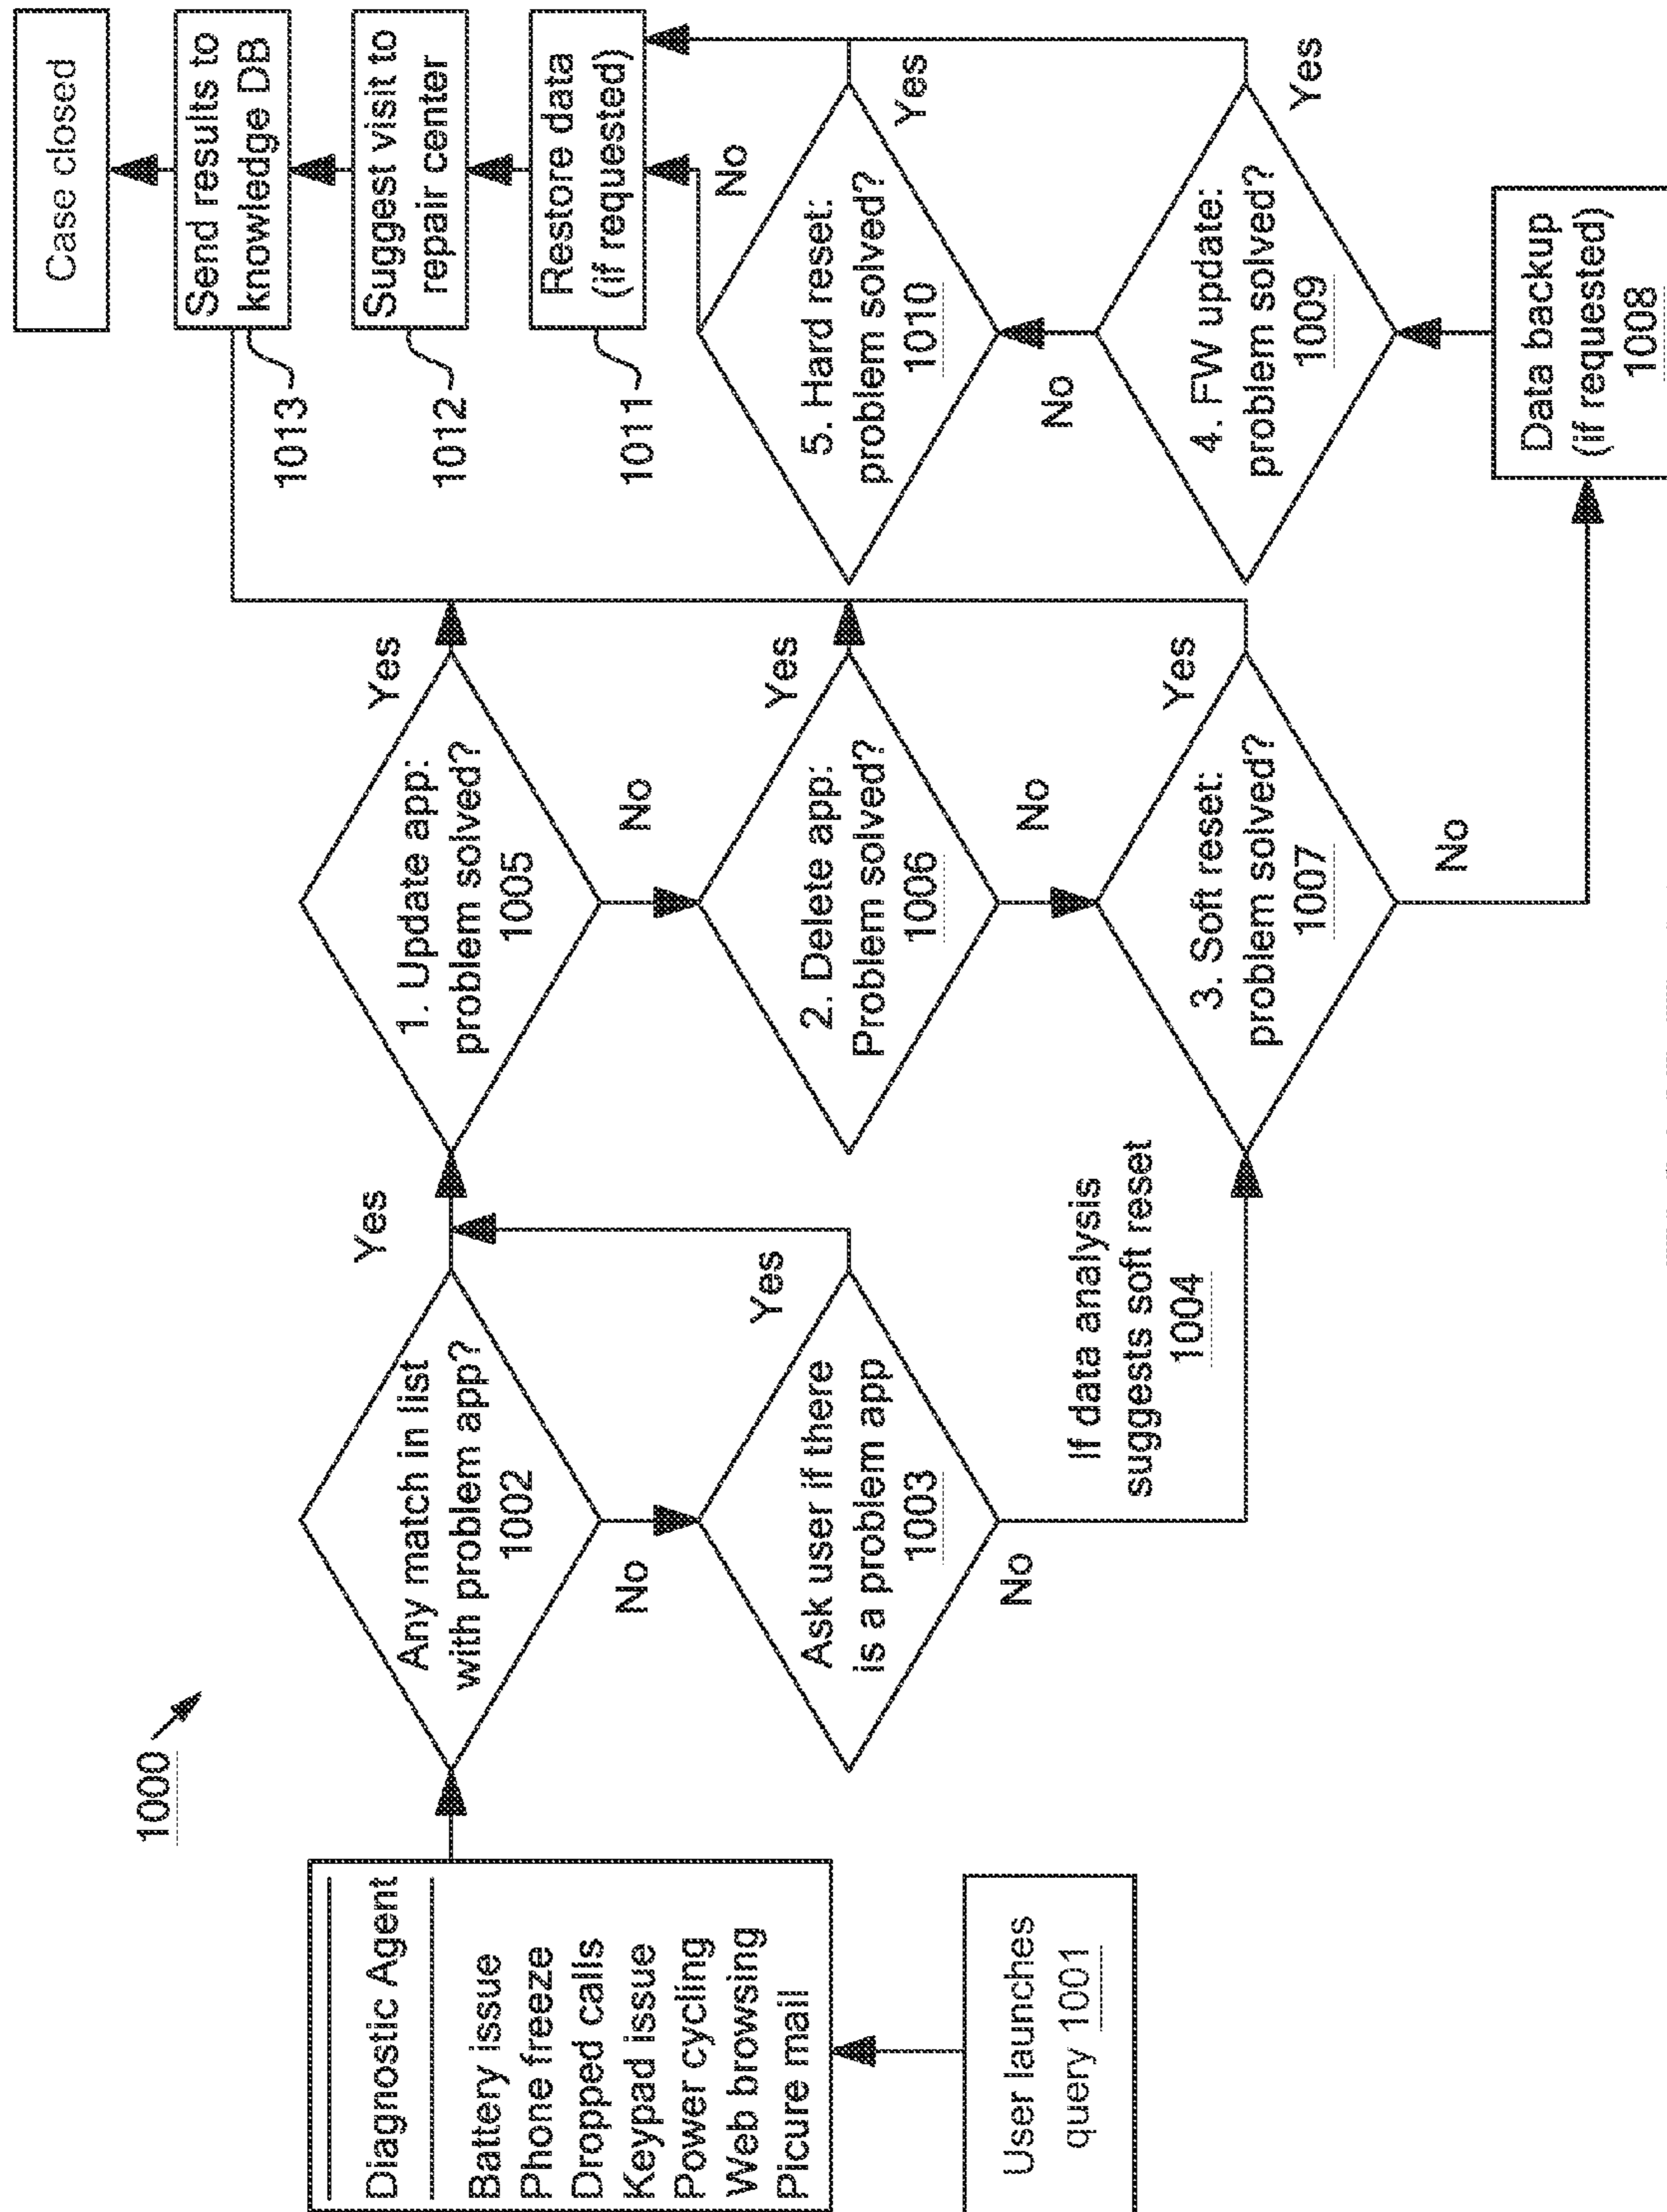 1000
Diagnostic Agent
Battery issue
Phone freeze
Dropped calls
Keypad issue
Power cycling
Web browsing
Picure mail
User launches
query 1001
Any match in list
with problem app?
1002
Yes
No
Ask user if there
is a problem app
1003
Yes
No
If data analysis
suggests soft reset
1004
1. Update app:
problem solved?
1005
Yes
No
2. Delete app:
Problem solved?
1006
Yes
No
3. Soft reset:
problem solved?
1007
Yes
No
Data backup
(if requested)
1008
4. FW update:
problem solved?
1009
Yes
No
5. Hard reset:
problem solved?
1010
Yes
No
Restore data
(if requested)
1011
Suggest visit to
repair center
1012
Send results to
knowledge DB
1013
Case closed